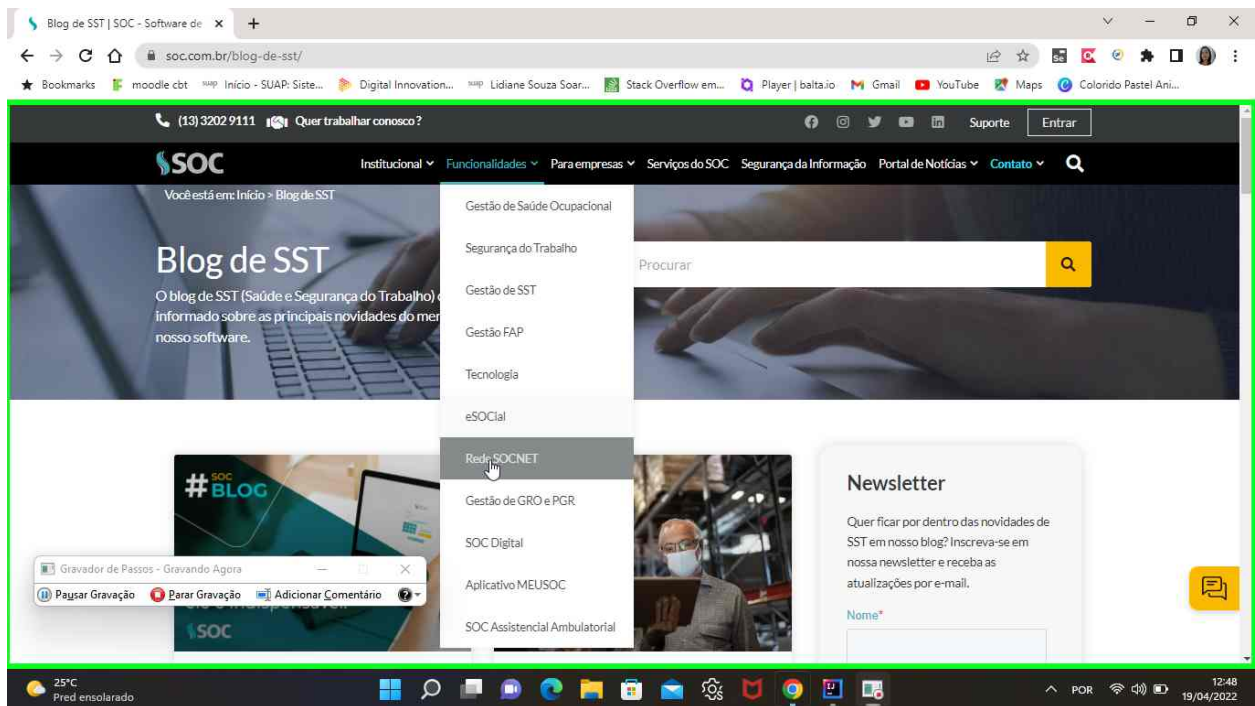 Blog de SST | SOC - Software de
soc.com.br/blog-de-sst/
Bookmarks moodle cbt Início - SUAP: Siste... Digital Innovation... Lidiane Souza Soar... Stack Overflow em... Player | balta.io Gmail YouTube Maps Colorido Pastel Ani...
(13) 3202 9111 Quer trabalhar conosco? Suporte Entrar
SOC Institucional Funcionalidades Para empresas Serviços do SOC Segurança da Informação Portal de Notícias Contato
Você está em: Início > Blog de SST
Blog de SST
O blog de SST (Saúde e Segurança do Trabalho)
informado sobre as principais novidades do mer
nosso software.
Procurar
Gestão de Saúde Ocupacional
Segurança do Trabalho
Gestão de SST
Gestão FAP
Tecnologia
eSOCial
Rede SOCNET
Gestão de GRO e PGR
SOC Digital
Aplicativo MEUSOC
SOC Assistencial Ambulatorial
# SOC
BLOG
SOC
Newsletter
Quer ficar por dentro das novidades de
SST em nosso blog? Inscreva-se em
nossa newsletter e receba as
atualizações por e-mail.
Nome*
Gravador de Passos - Gravando Agora
Pausar Gravação Parar Gravação Adicionar Comentário
25°C
Pred ensolarado
POR
12:48
19/04/2022